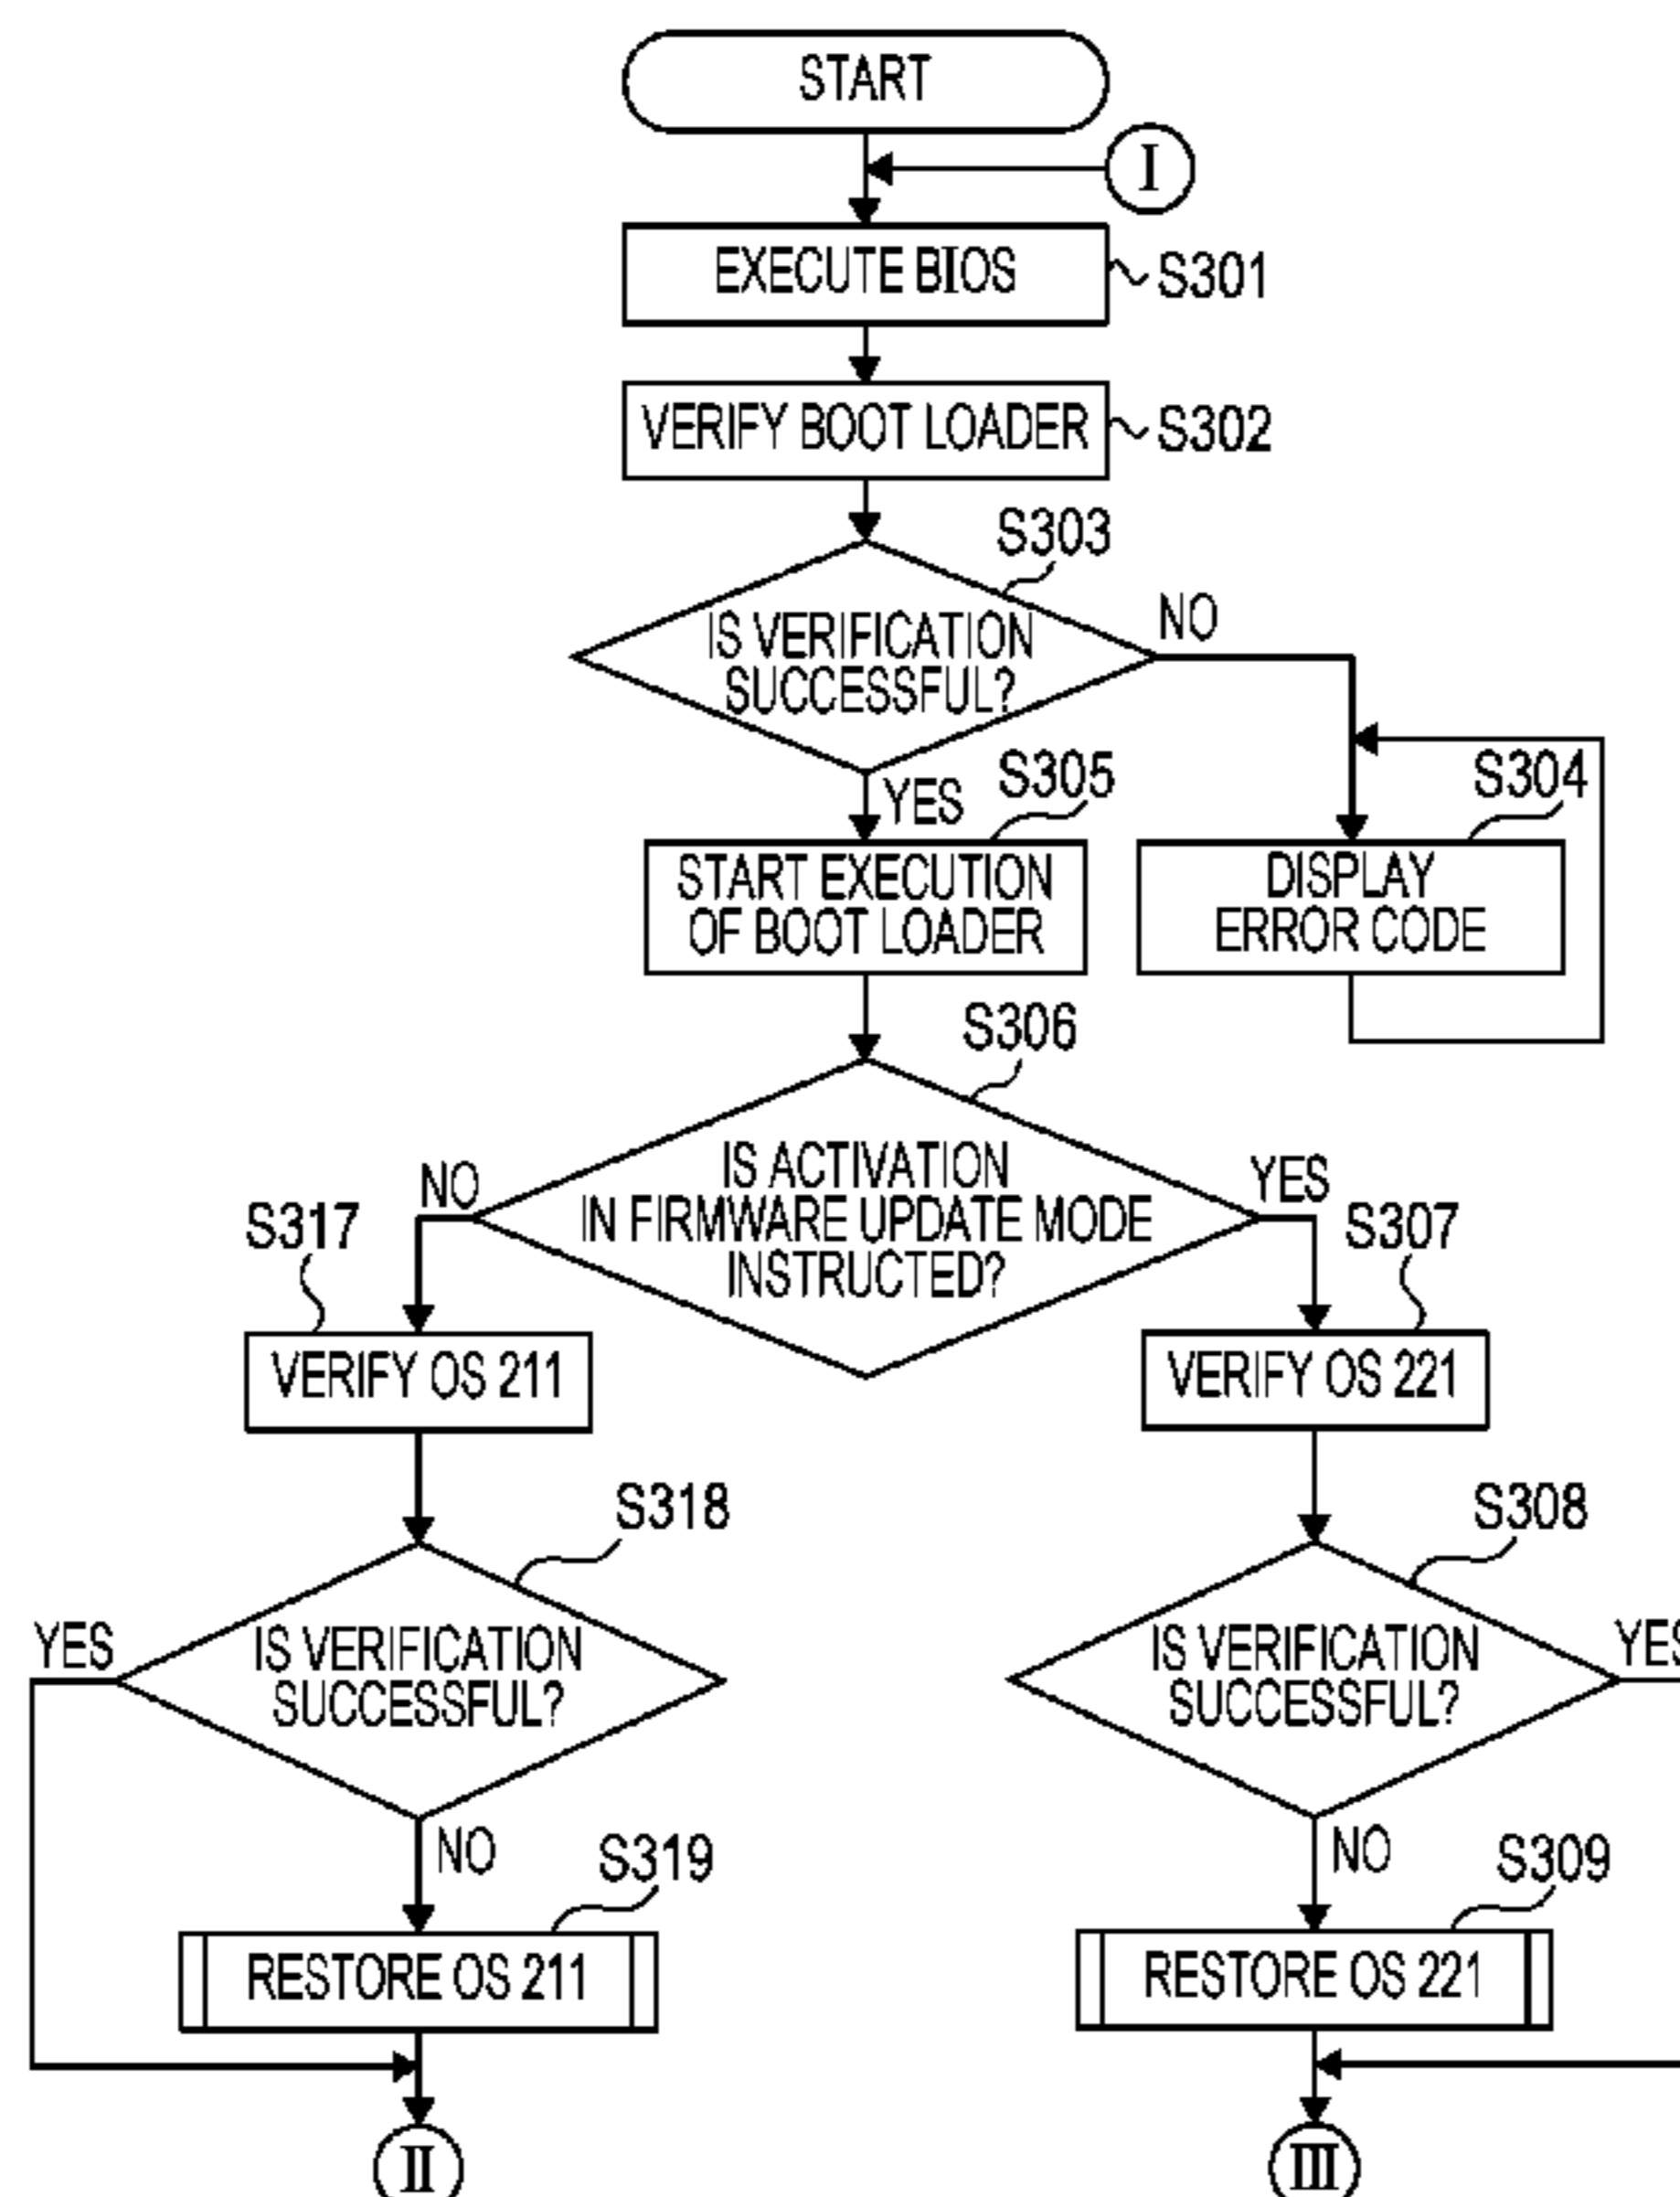 START
I
EXECUTE BIOS
S301
VERIFY BOOT LOADER
S302
S303
IS VERIFICATION
SUCCESSFUL?
NO
YES
S305
S304
START EXECUTION
OF BOOT LOADER
DISPLAY
ERROR CODE
S306
IS ACTIVATION
IN FIRMWARE UPDATE MODE
INSTRUCTED?
NO
YES
S317
S307
VERIFY OS 211
VERIFY OS 221
S318
S308
YES
IS VERIFICATION
SUCCESSFUL?
IS VERIFICATION
SUCCESSFUL?
YES
NO
S319
NO
S309
RESTORE OS 211
RESTORE OS 221
II
III